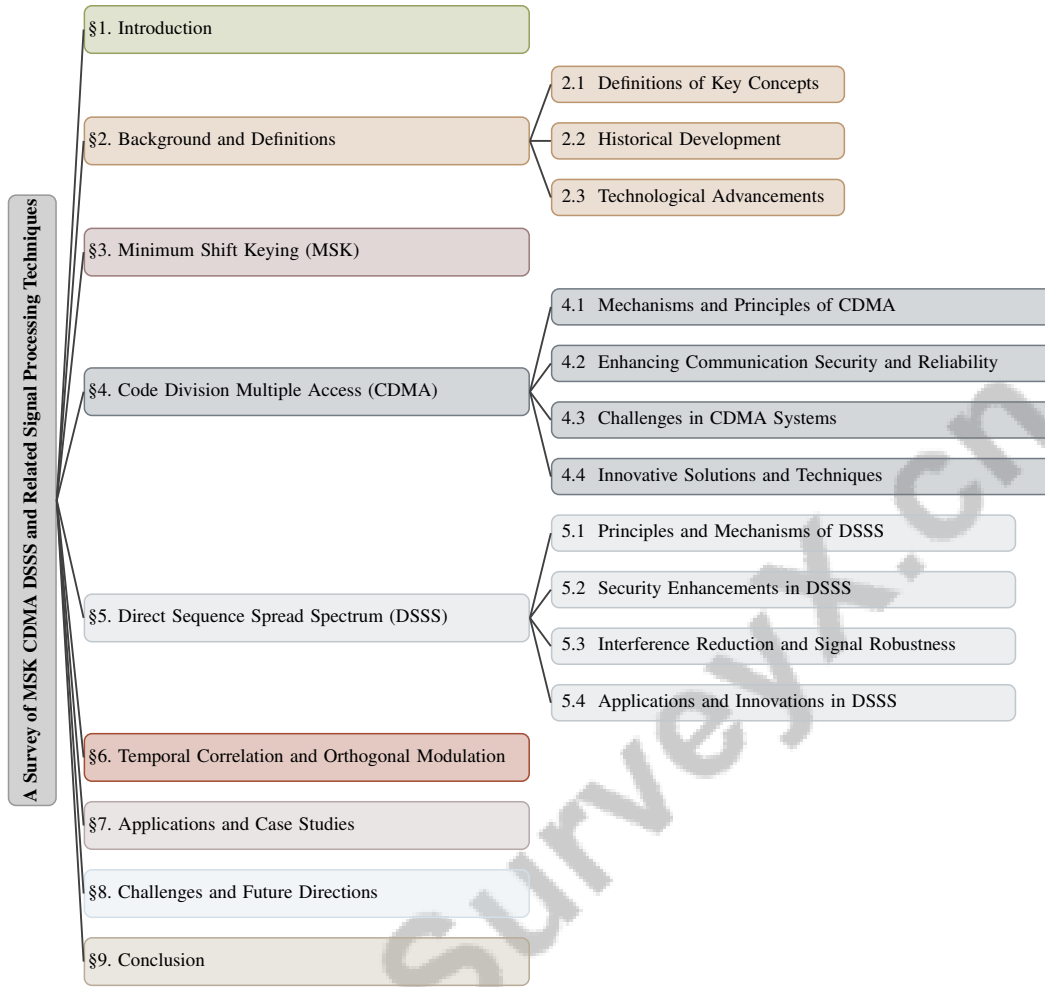 A Survey of MSK CDMA DSSS and Related Signal Processing Techniques
§1. Introduction
§2. Background and Definitions
2.1 Definitions of Key Concepts
2.2 Historical Development
2.3 Technological Advancements
§3. Minimum Shift Keying (MSK)
§4. Code Division Multiple Access (CDMA)
4.1 Mechanisms and Principles of CDMA
4.2 Enhancing Communication Security and Reliability
4.3 Challenges in CDMA Systems
4.4 Innovative Solutions and Techniques
§5. Direct Sequence Spread Spectrum (DSSS)
5.1 Principles and Mechanisms of DSSS
5.2 Security Enhancements in DSSS
5.3 Interference Reduction and Signal Robustness
5.4 Applications and Innovations in DSSS
§6. Temporal Correlation and Orthogonal Modulation
§7. Applications and Case Studies
§8. Challenges and Future Directions
§9. Conclusion
SurveyX.cn